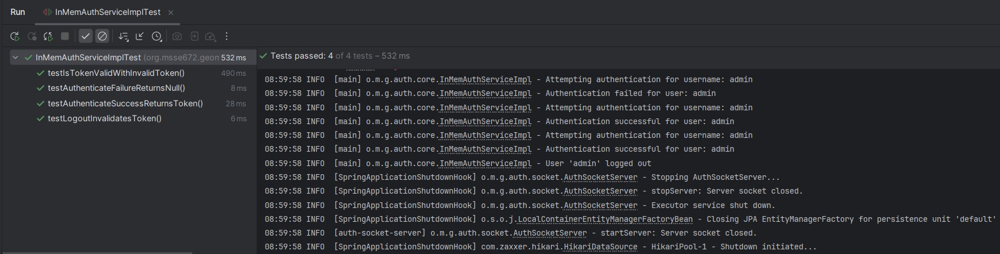 Run InMemAuthServiceImplTest
InMemAuthServiceImplTest (org.msse672.geon 532 ms
testIsTokenValidWithInvalidToken() 490 ms
testAuthenticateFailureReturnsNull() 8 ms
testAuthenticateSuccessReturnsToken() 28 ms
testLogoutInvalidatesToken() 6 ms
Tests passed: 4 of 4 tests – 532 ms
08:59:58 INFO [main] o.m.g.auth.core.InMemAuthServiceImpl - Attempting authentication for username: admin
08:59:58 INFO [main] o.m.g.auth.core.InMemAuthServiceImpl - Authentication failed for user: admin
08:59:58 INFO [main] o.m.g.auth.core.InMemAuthServiceImpl - Attempting authentication for username: admin
08:59:58 INFO [main] o.m.g.auth.core.InMemAuthServiceImpl - Authentication successful for user: admin
08:59:58 INFO [main] o.m.g.auth.core.InMemAuthServiceImpl - Attempting authentication for username: admin
08:59:58 INFO [main] o.m.g.auth.core.InMemAuthServiceImpl - Authentication successful for user: admin
08:59:58 INFO [main] o.m.g.auth.core.InMemAuthServiceImpl - User 'admin' logged out
08:59:58 INFO [SpringApplicationShutdownHook] o.m.g.auth.socket.AuthSocketServer - Stopping AuthSocketServer...
08:59:58 INFO [SpringApplicationShutdownHook] o.m.g.auth.socket.AuthSocketServer - stopServer: Server socket closed.
08:59:58 INFO [SpringApplicationShutdownHook] o.m.g.auth.socket.AuthSocketServer - Executor service shut down.
08:59:58 INFO [SpringApplicationShutdownHook] o.s.o.j.LocalContainerEntityManagerFactoryBean - Closing JPA EntityManagerFactory for persistence unit 'default'
08:59:58 INFO [auth-socket-server] o.m.g.auth.socket.AuthSocketServer - startServer: Server socket closed.
08:59:58 INFO [SpringApplicationShutdownHook] com.zaxxer.hikari.HikariDataSource - HikariPool-1 - Shutdown initiated...